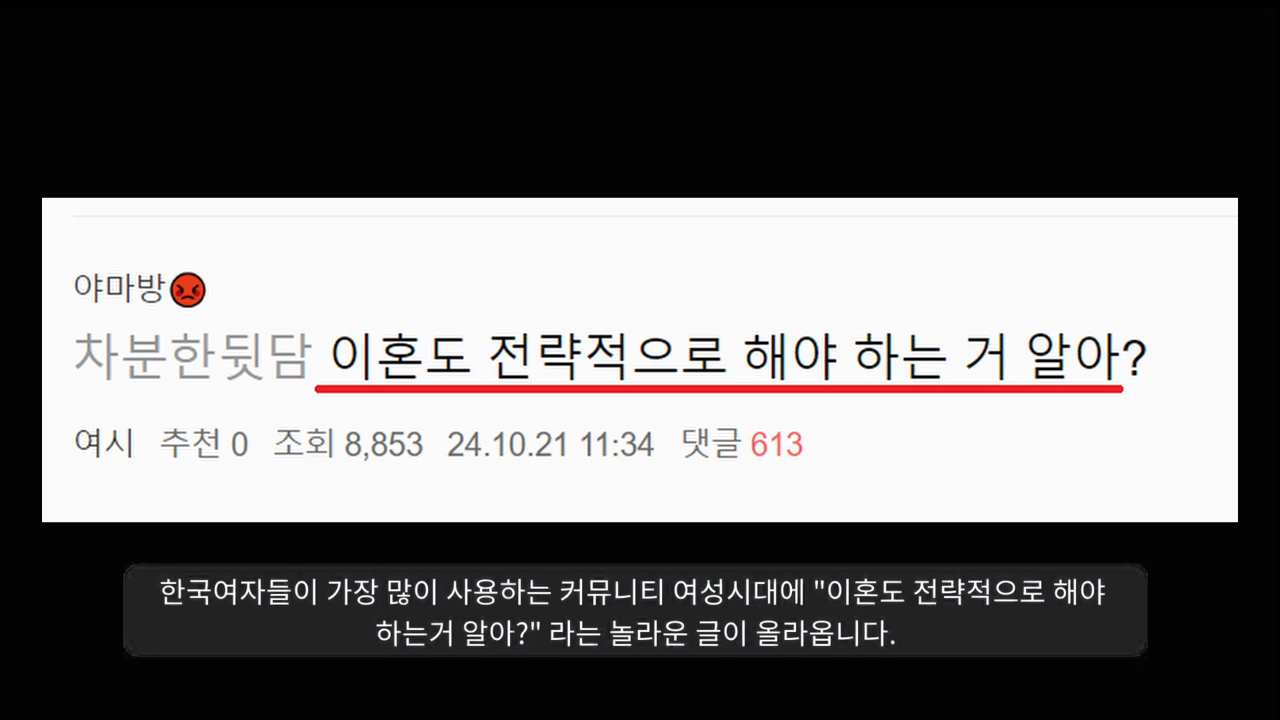 야마방😡
차분한뒷담 이혼도 전략적으로 해야 하는 거 알아?
여시 추천 0 조회 8,853 24.10.21 11:34 댓글 613
한국여자들이 가장 많이 사용하는 커뮤니티 여성시대에 "이혼도 전략적으로 해야
하는거 알아?" 라는 놀라운 글이 올라옵니다.